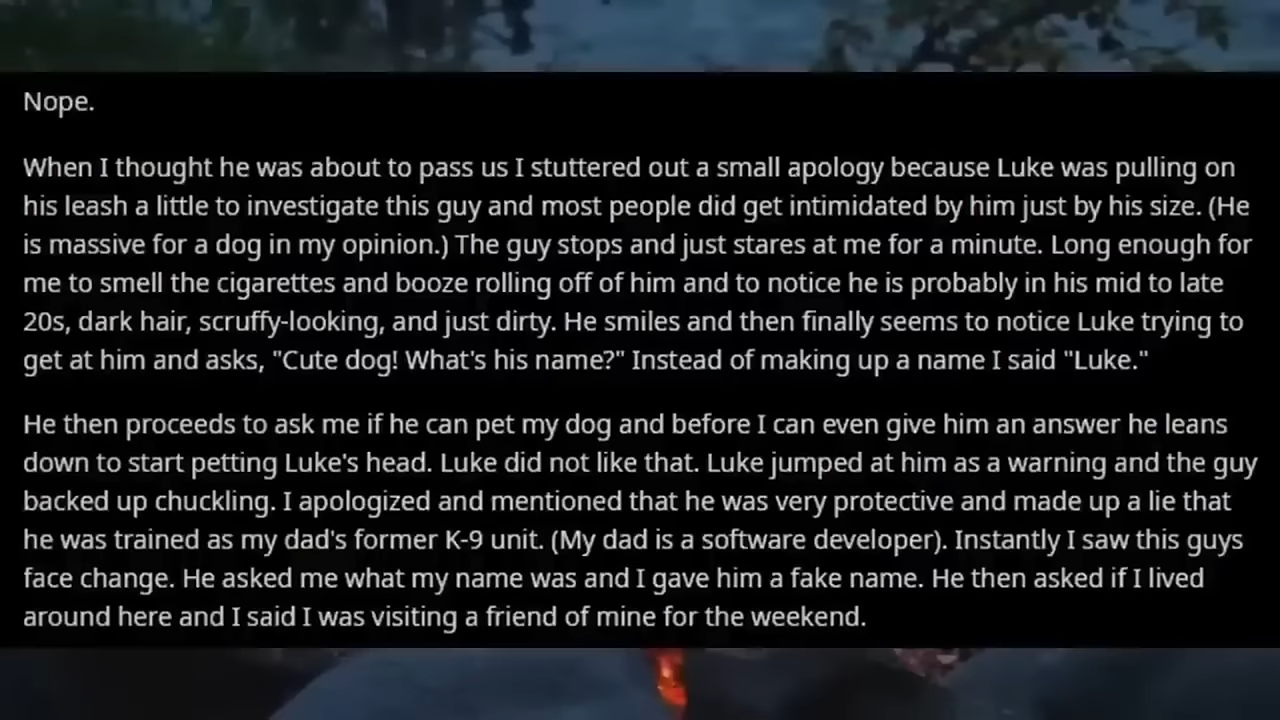 Nope.
When I thought he was about to pass us I stuttered out a small apology because Luke was pulling on
his leash a little to investigate this guy and most people did get intimidated by him just by his size. (He
is massive for a dog in my opinion.) The guy stops and just stares at me for a minute. Long enough for
me to smell the cigarettes and booze rolling off of him and to notice he is probably in his mid to late
20s, dark hair, scruffy-looking, and just dirty. He smiles and then finally seems to notice Luke trying to
get at him and asks, "Cute dog! What's his name?" Instead of making up a name I said "Luke."
He then proceeds to ask me if he can pet my dog and before I can even give him an answer he leans
down to start petting Luke's head. Luke did not like that. Luke jumped at him as a warning and the guy
backed up chuckling. I apologized and mentioned that he was very protective and made up a lie that
he was trained as my dad's former K-9 unit. (My dad is a software developer). Instantly I saw this guys
face change. He asked me what my name was and I gave him a fake name. He then asked if I lived
around here and I said I was visiting a friend of mine for the weekend.